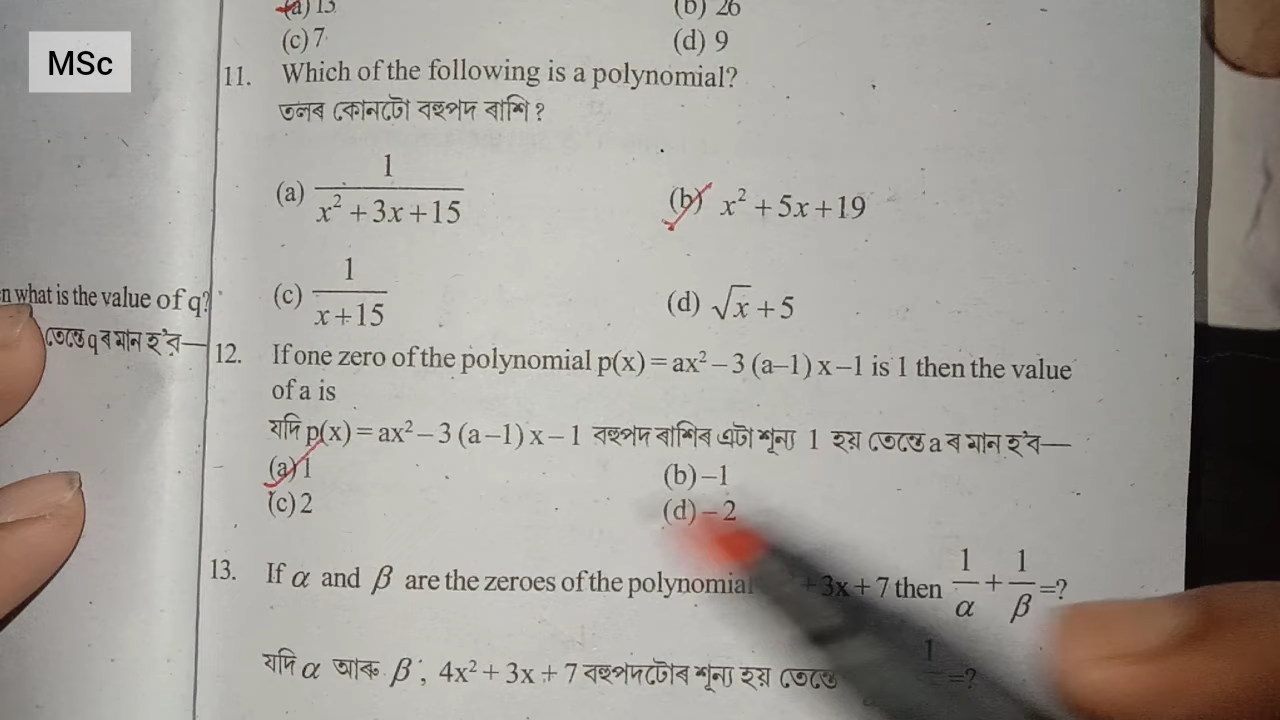 (a) 13 (b) 26
(c) 7 (d) 9
MSc
11. Which of the following is a polynomial?
তলৰ কোনটো বহুপদ ৰাশি ?
(a) 1/(x² + 3x + 15) (b) x² + 5x + 19
(c) 1/(x + 15) (d) √x + 5
n what is the value of q?
তেন্তে q ৰ মান হ'ব—
12. If one zero of the polynomial p(x) = ax² – 3 (a–1) x – 1 is 1 then the value
of a is
যদি p(x) = ax² – 3 (a – 1) x – 1 বহুপদ ৰাশিৰ এটা শূন্য 1 হয় তেন্তে a ৰ মান হ'ব—
(a) 1 (b) –1
(c) 2 (d) – 2
13. If α and β are the zeroes of the polynomial + 3x + 7 then 1/α + 1/β =?
যদি α আৰু β ; 4x² + 3x + 7 বহুপদটোৰ শূন্য হয় তেন্তে 1 =?